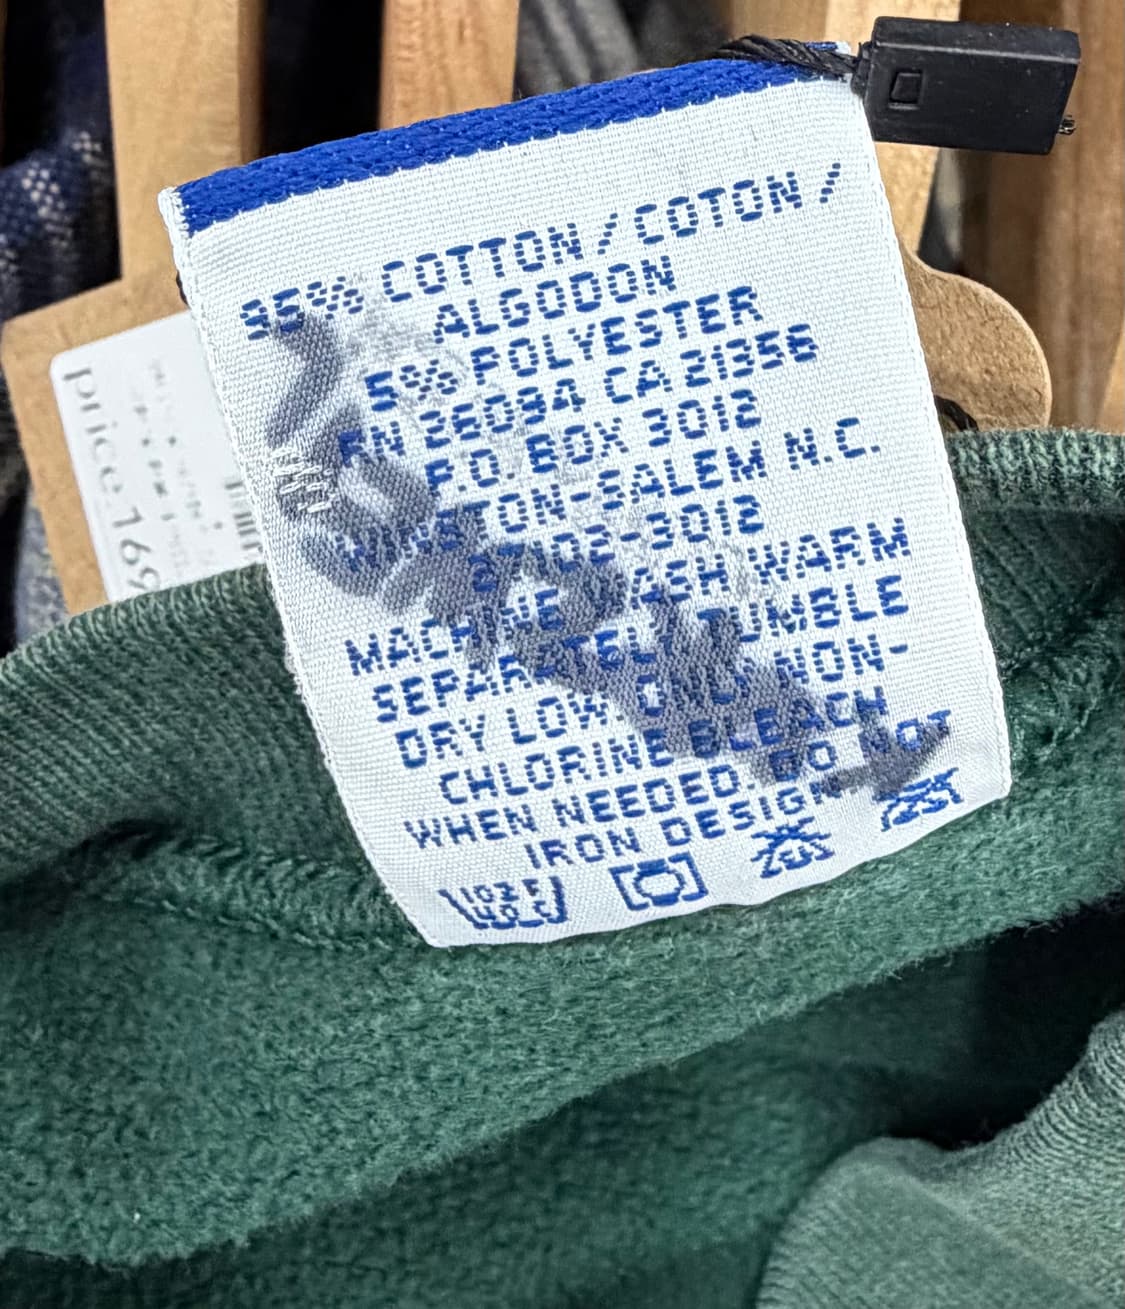 95% COTTON / COTON /
ALGODON
5% POLYESTER
RN 26094 CA 21356
P.O. BOX 3012
WINSTON-SALEM N.C.
27102-3012
MACHINE WASH WARM
SEPARATELY TUMBLE
DRY LOW. ONLY NON-
CHLORINE BLEACH
WHEN NEEDED. DO NOT
IRON DESIGN
price 169